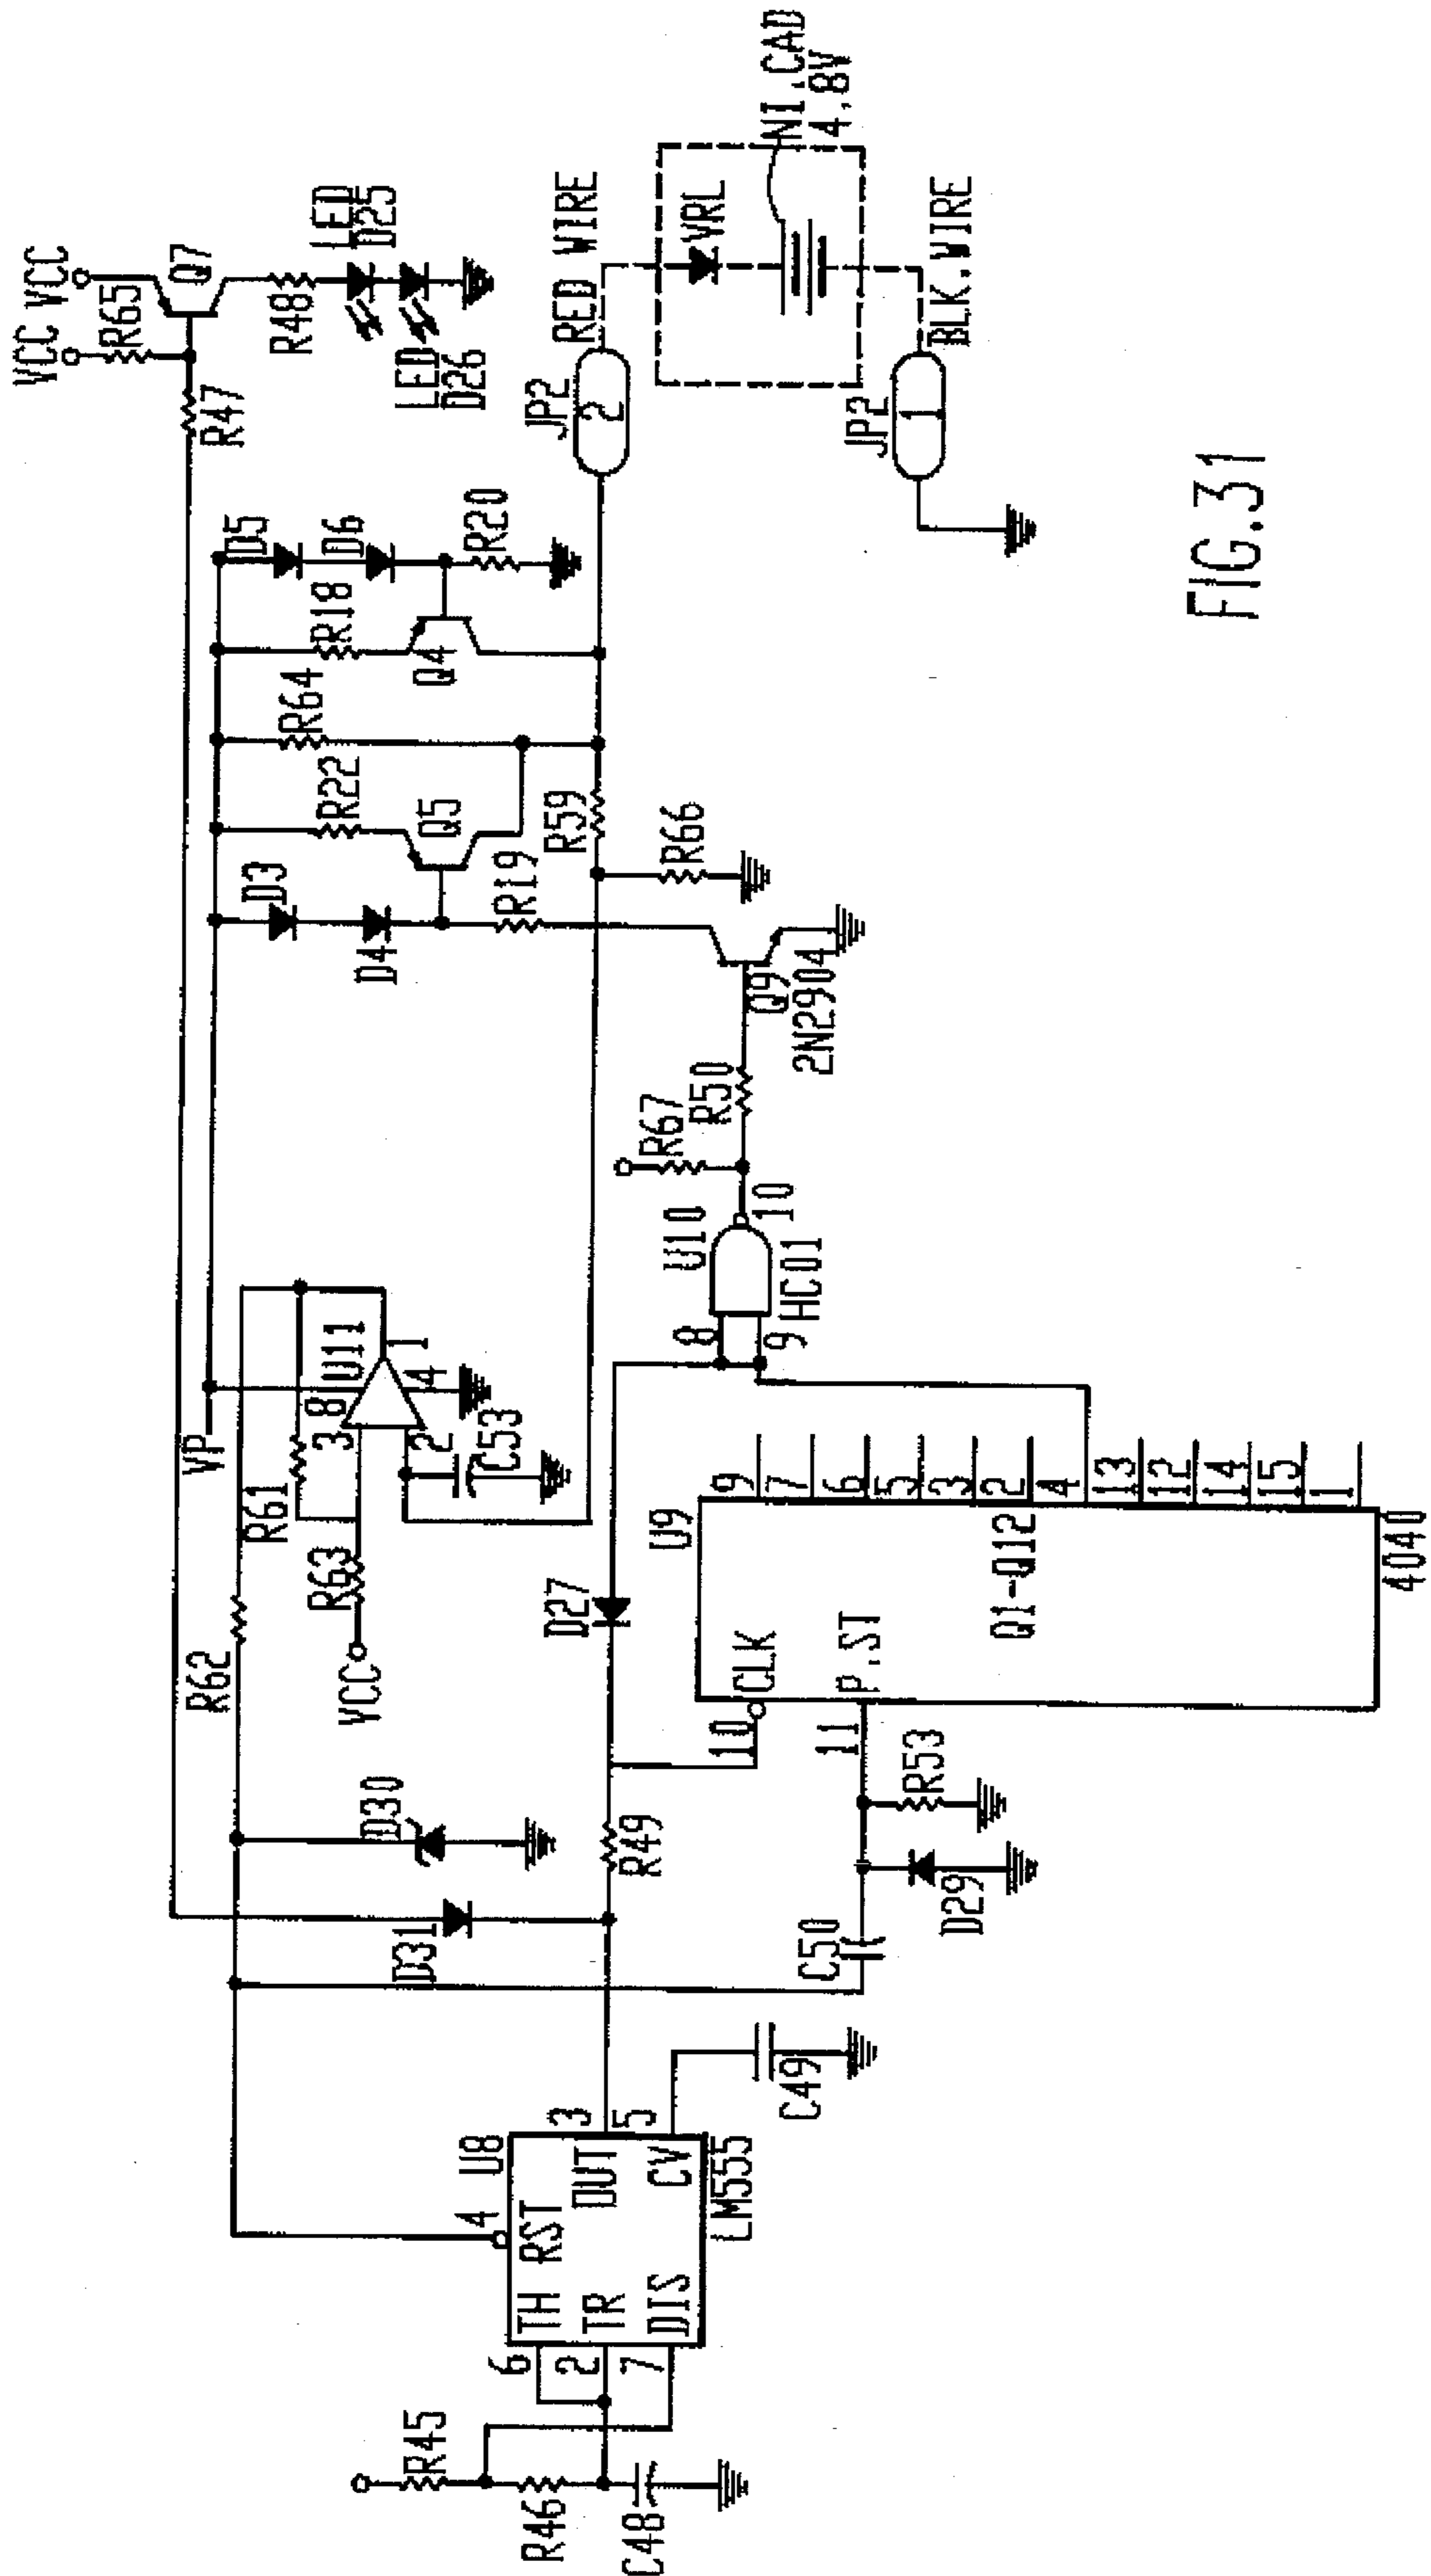 VCC VCC
R65
Q7
R47
R48
LED
D25
LED
D26
JP2
2
RED WIRE
VRL
NI.CAD
4.8V
JP2
1
BLK.WIRE
D5
D6
R18
R20
Q4
R64
R22
Q5
D3
D4
R19
R59
R66
Q9
2N2904
R50
R67
U10
8
9
10
HC01
VP
U11
8
3
2
1
4
C53
R61
R63
VCC
R62
D27
U9
CLK
10
P.ST
11
Q1-Q12
9
7
6
5
3
2
4
13
12
14
15
1
4040
D30
D31
R49
R53
D29
C50
C49
U8
4
RST
3
OUT
5
CV
TH
TR
DIS
6
2
7
LM555
R45
R46
C48
FIG.31